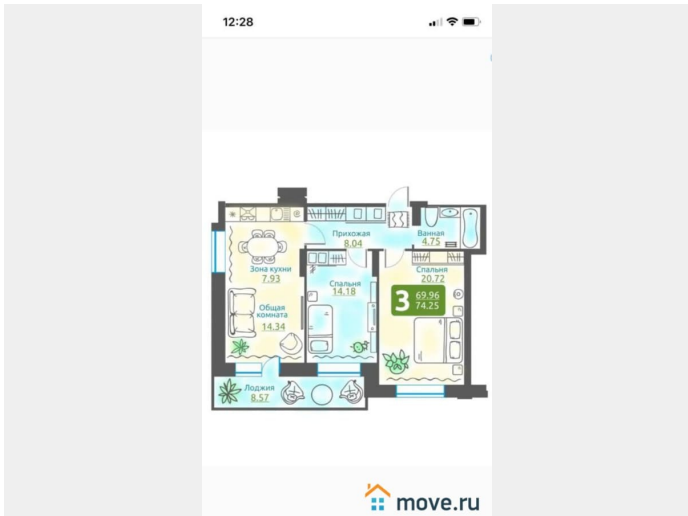 12:28
Прихожая
8.04
Ванная
4.75
Зона кухни
7.93
Спальня
14.18
Спальня
20.72
3
69.96
74.25
Общая
комната
14.34
Лоджия
8.57
move.ru